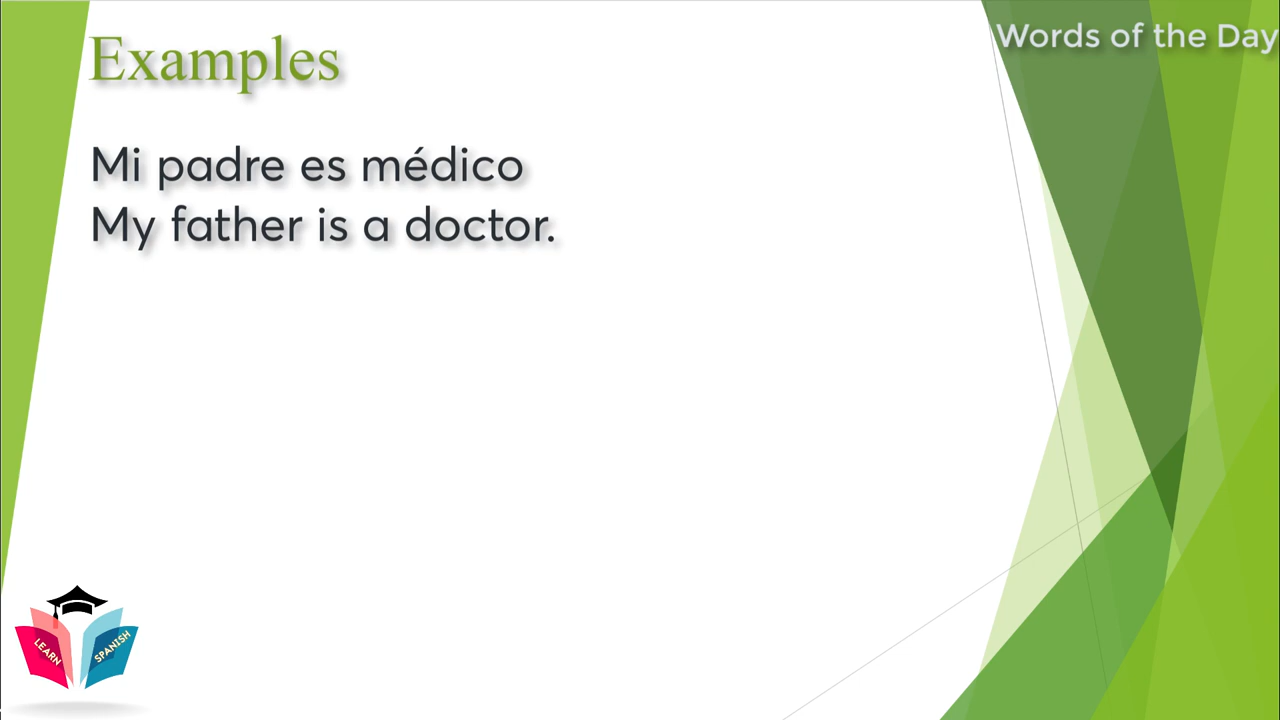 Words of the Day
Examples
Mi padre es médico
My father is a doctor.
LEARN
SPANISH